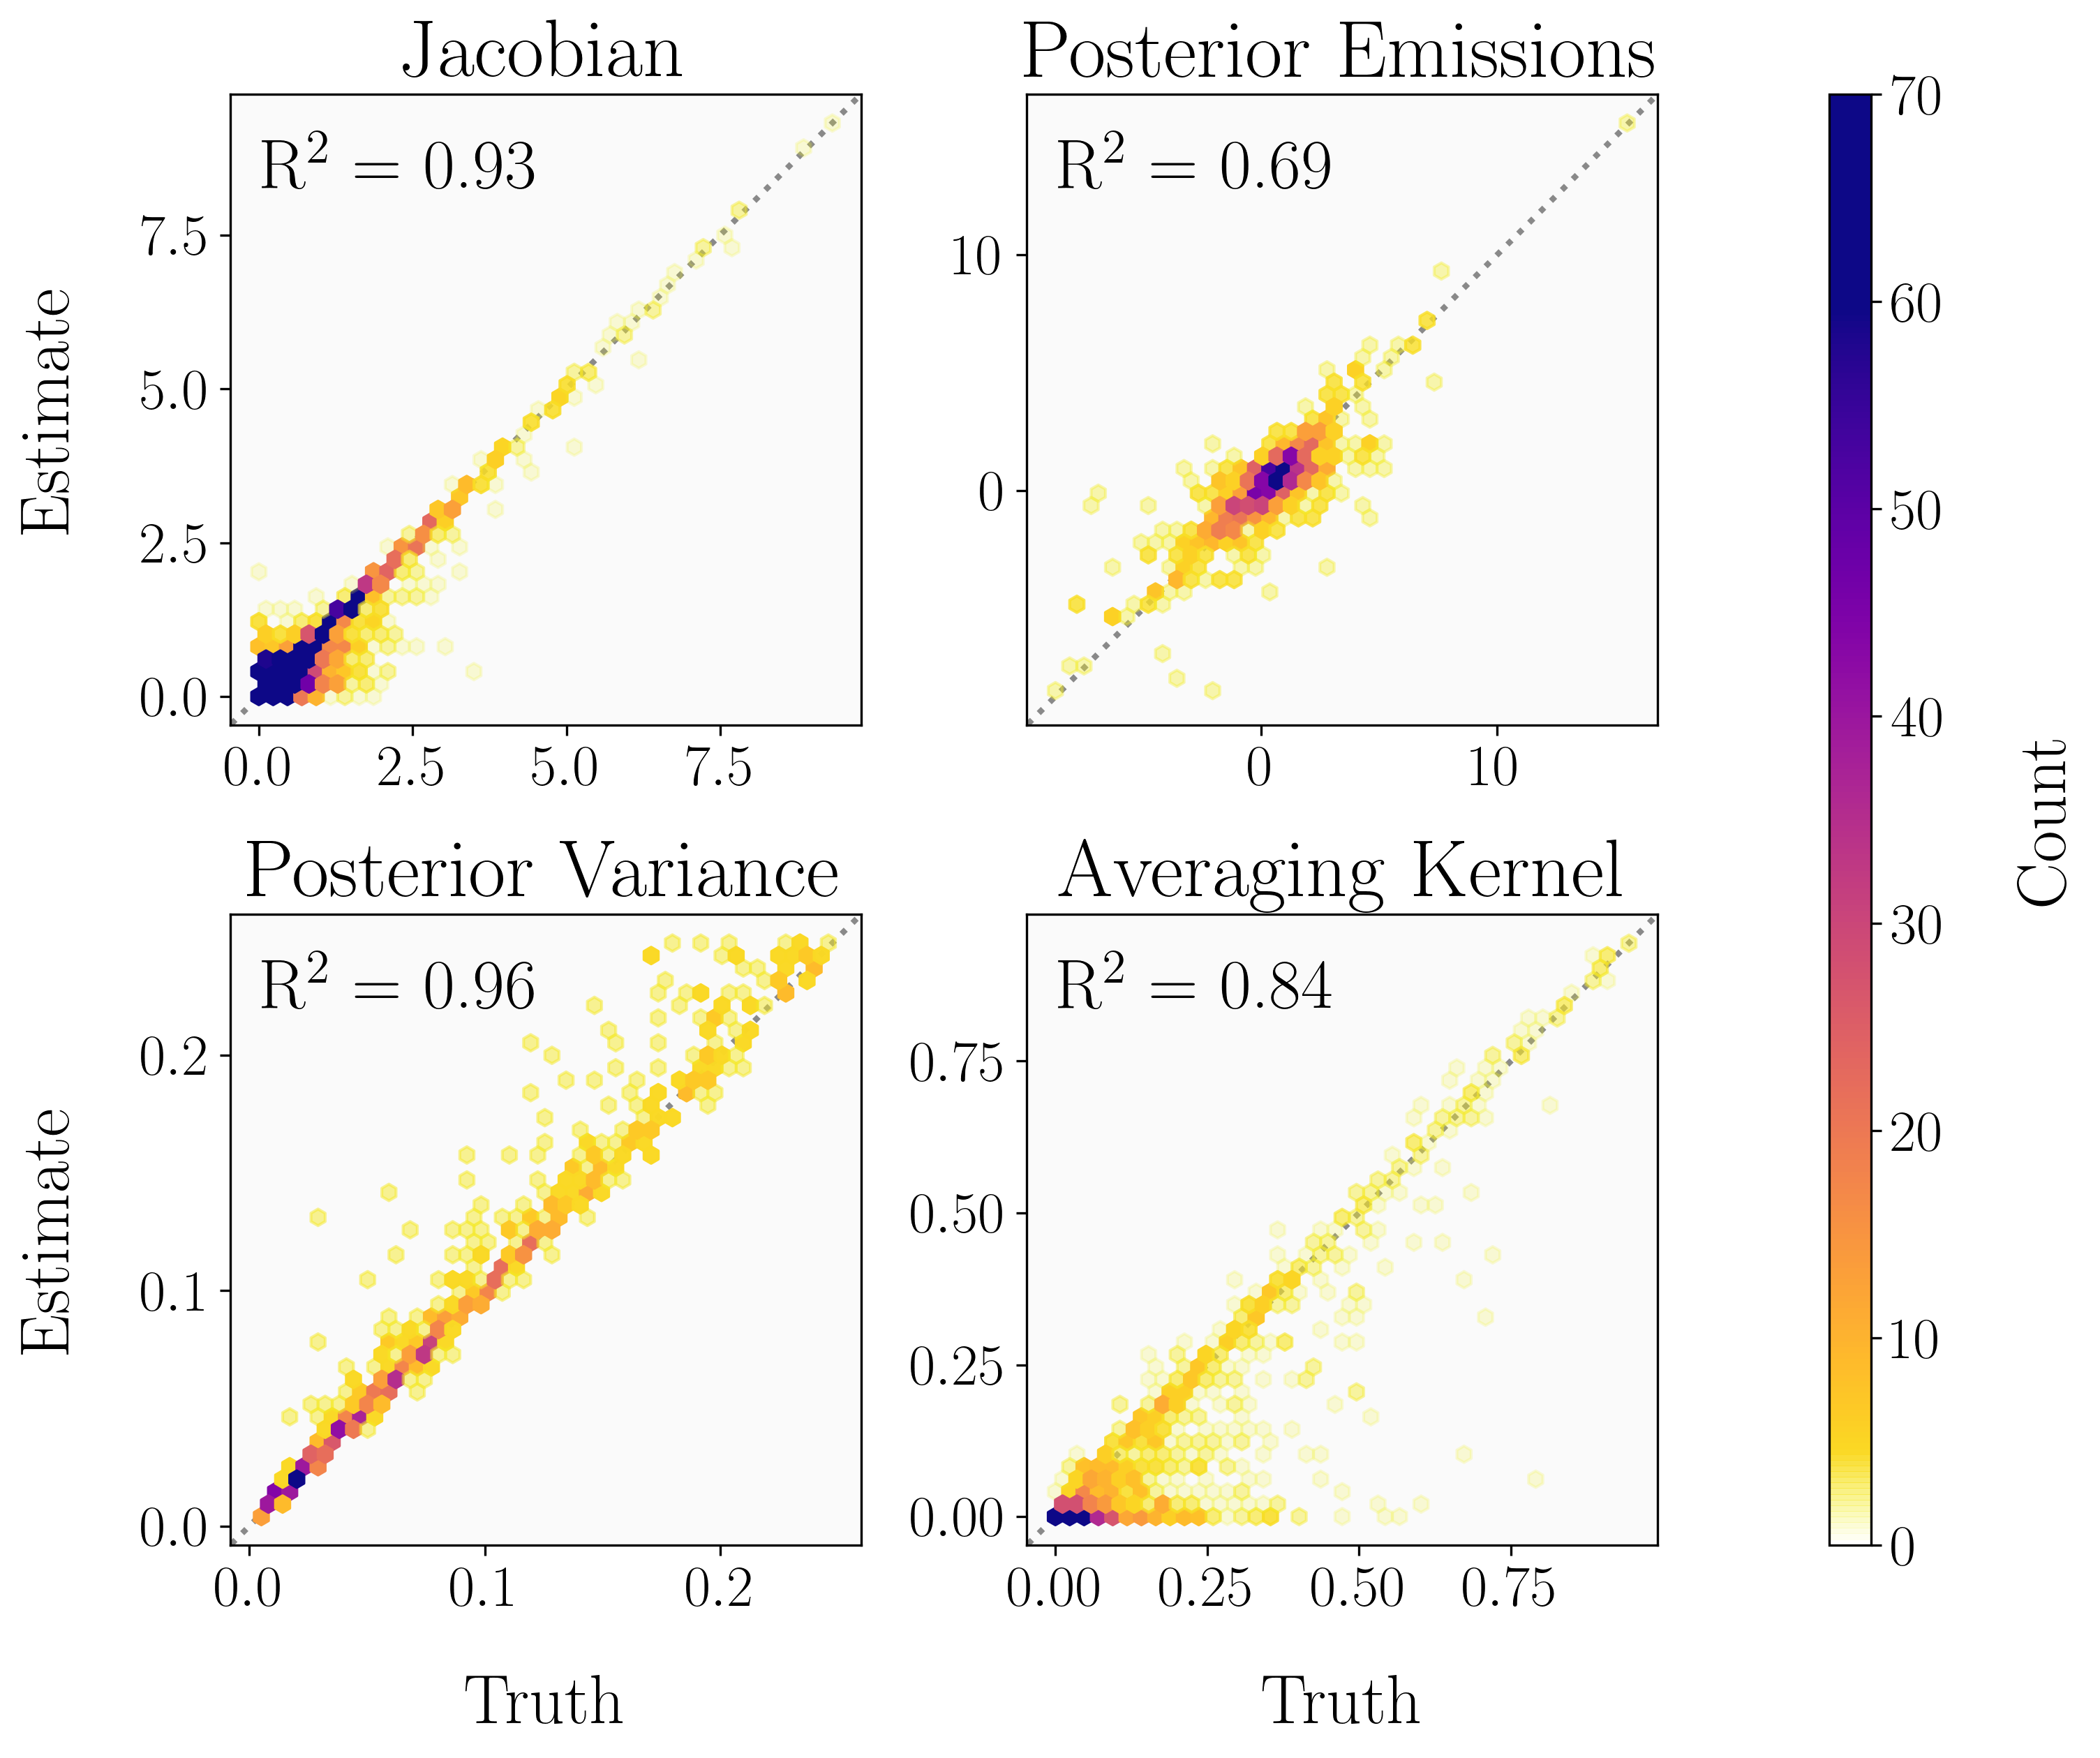 Jacobian
Posterior Emissions
R² = 0.93
R² = 0.69
Estimate
7.5
5.0
2.5
0.0
0.0 2.5 5.0 7.5
10
0
0 10
Posterior Variance
Averaging Kernel
R² = 0.96
R² = 0.84
Estimate
0.2
0.1
0.0
0.0 0.1 0.2
0.75
0.50
0.25
0.00
0.00 0.25 0.50 0.75
Truth
Truth
70
60
50
40
30
20
10
0
Count